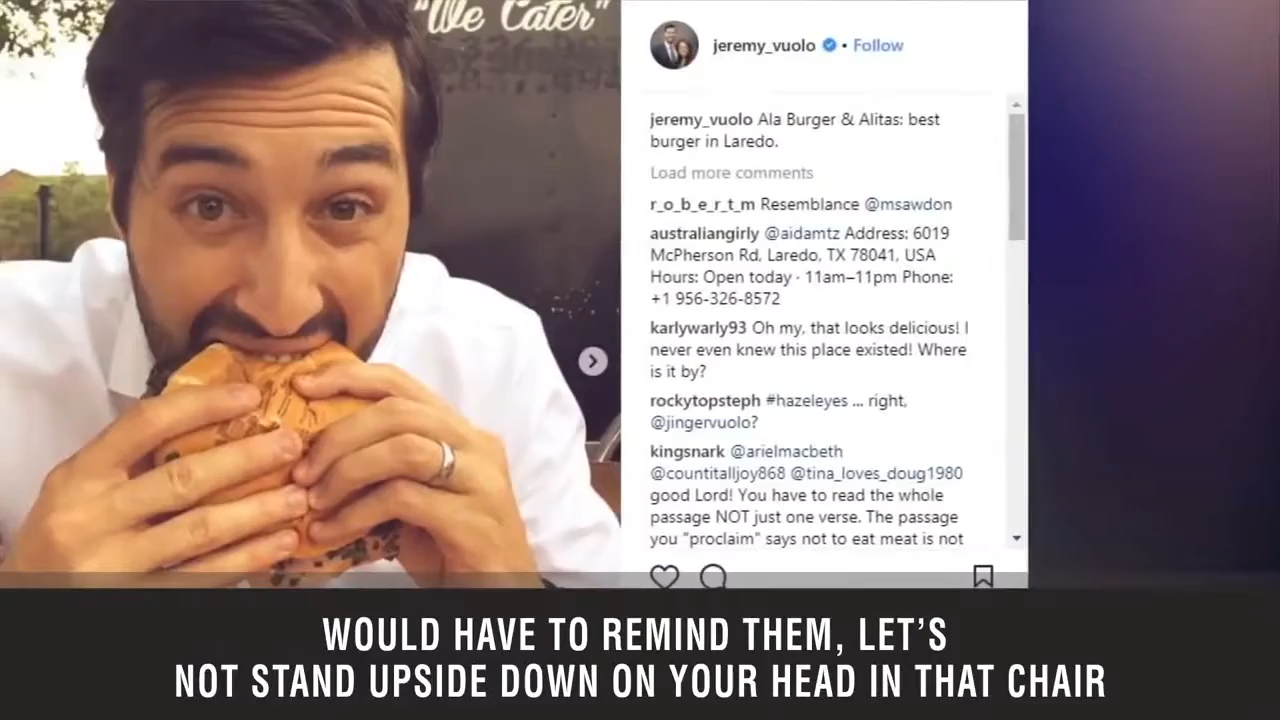 "We Cater"
jeremy_vuolo • Follow
jeremy_vuolo Ala Burger & Alitas: best
burger in Laredo.
Load more comments
r_o_b_e_r_t_m Resemblance @msawdon
australiangirly @aidamtz Address: 6019
McPherson Rd, Laredo, TX 78041, USA
Hours: Open today · 11am–11pm Phone:
+1 956-326-8572
karlywarly93 Oh my, that looks delicious! I
never even knew this place existed! Where
is it by?
rockytopsteph #hazeleyes ... right,
@jingervuolo?
kingsnark @arielmacbeth
@countitalljoy868 @tina_loves_doug1980
good Lord! You have to read the whole
passage NOT just one verse. The passage
you "proclaim" says not to eat meat is not
WOULD HAVE TO REMIND THEM, LET'S
NOT STAND UPSIDE DOWN ON YOUR HEAD IN THAT CHAIR